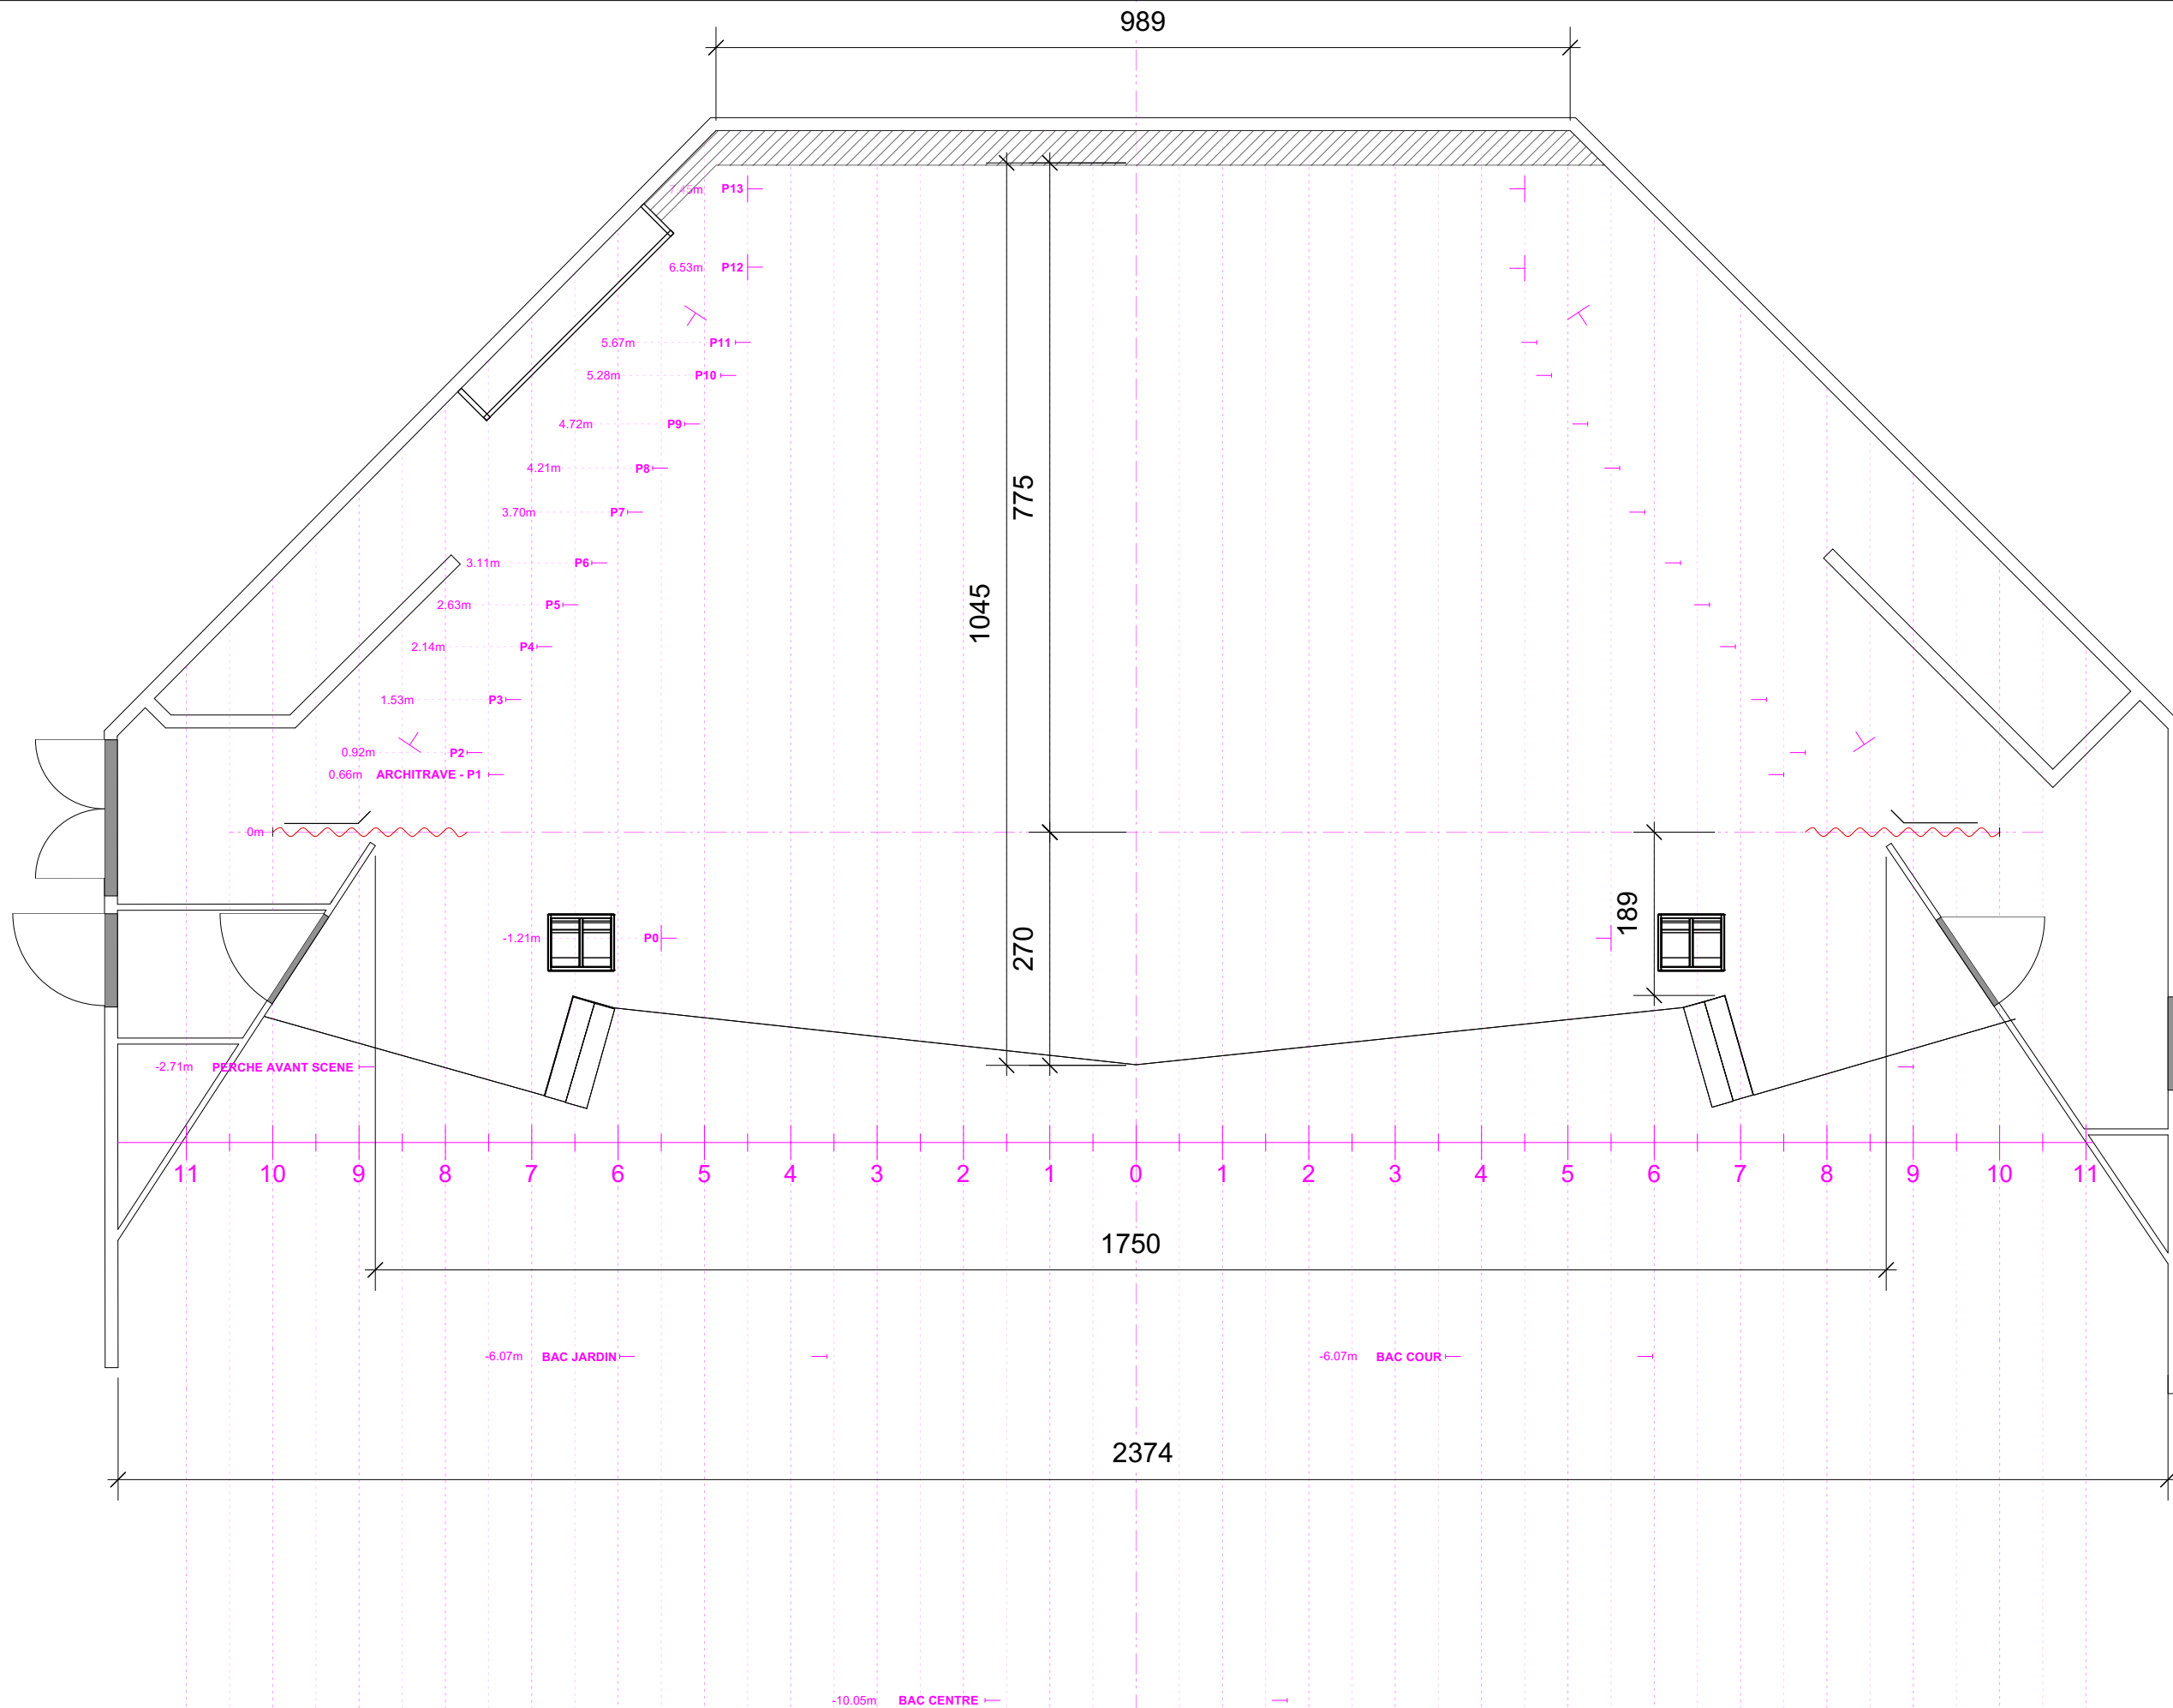 989
7.45m P13
6.53m P12
5.67m P11
5.28m P10
4.72m P9
4.21m P8
775
3.70m P7
3.11m P6
1045
2.63m P5
2.14m P4
1.53m P3
0.92m P2
0.66m ARCHITRAVE - P1
0m
189
-1.21m P0
270
-2.71m PERCHE AVANT SCENE
11 10 9 8 7 6 5 4 3 2 1 0 1 2 3 4 5 6 7 8 9 10 11
1750
-6.07m BAC JARDIN -6.07m BAC COUR
2374
-10.05m BAC CENTRE